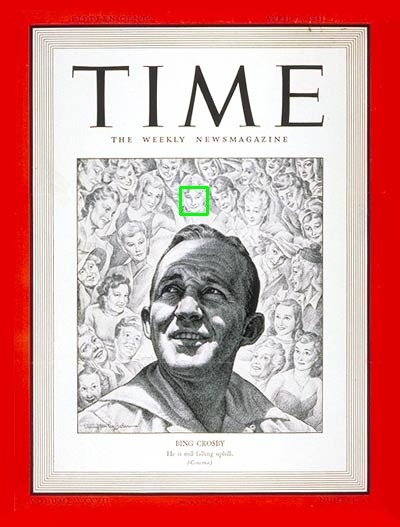 TIME
THE WEEKLY NEWSMAGAZINE
BING CROSBY
He is still falling uphill.
(Cinema)